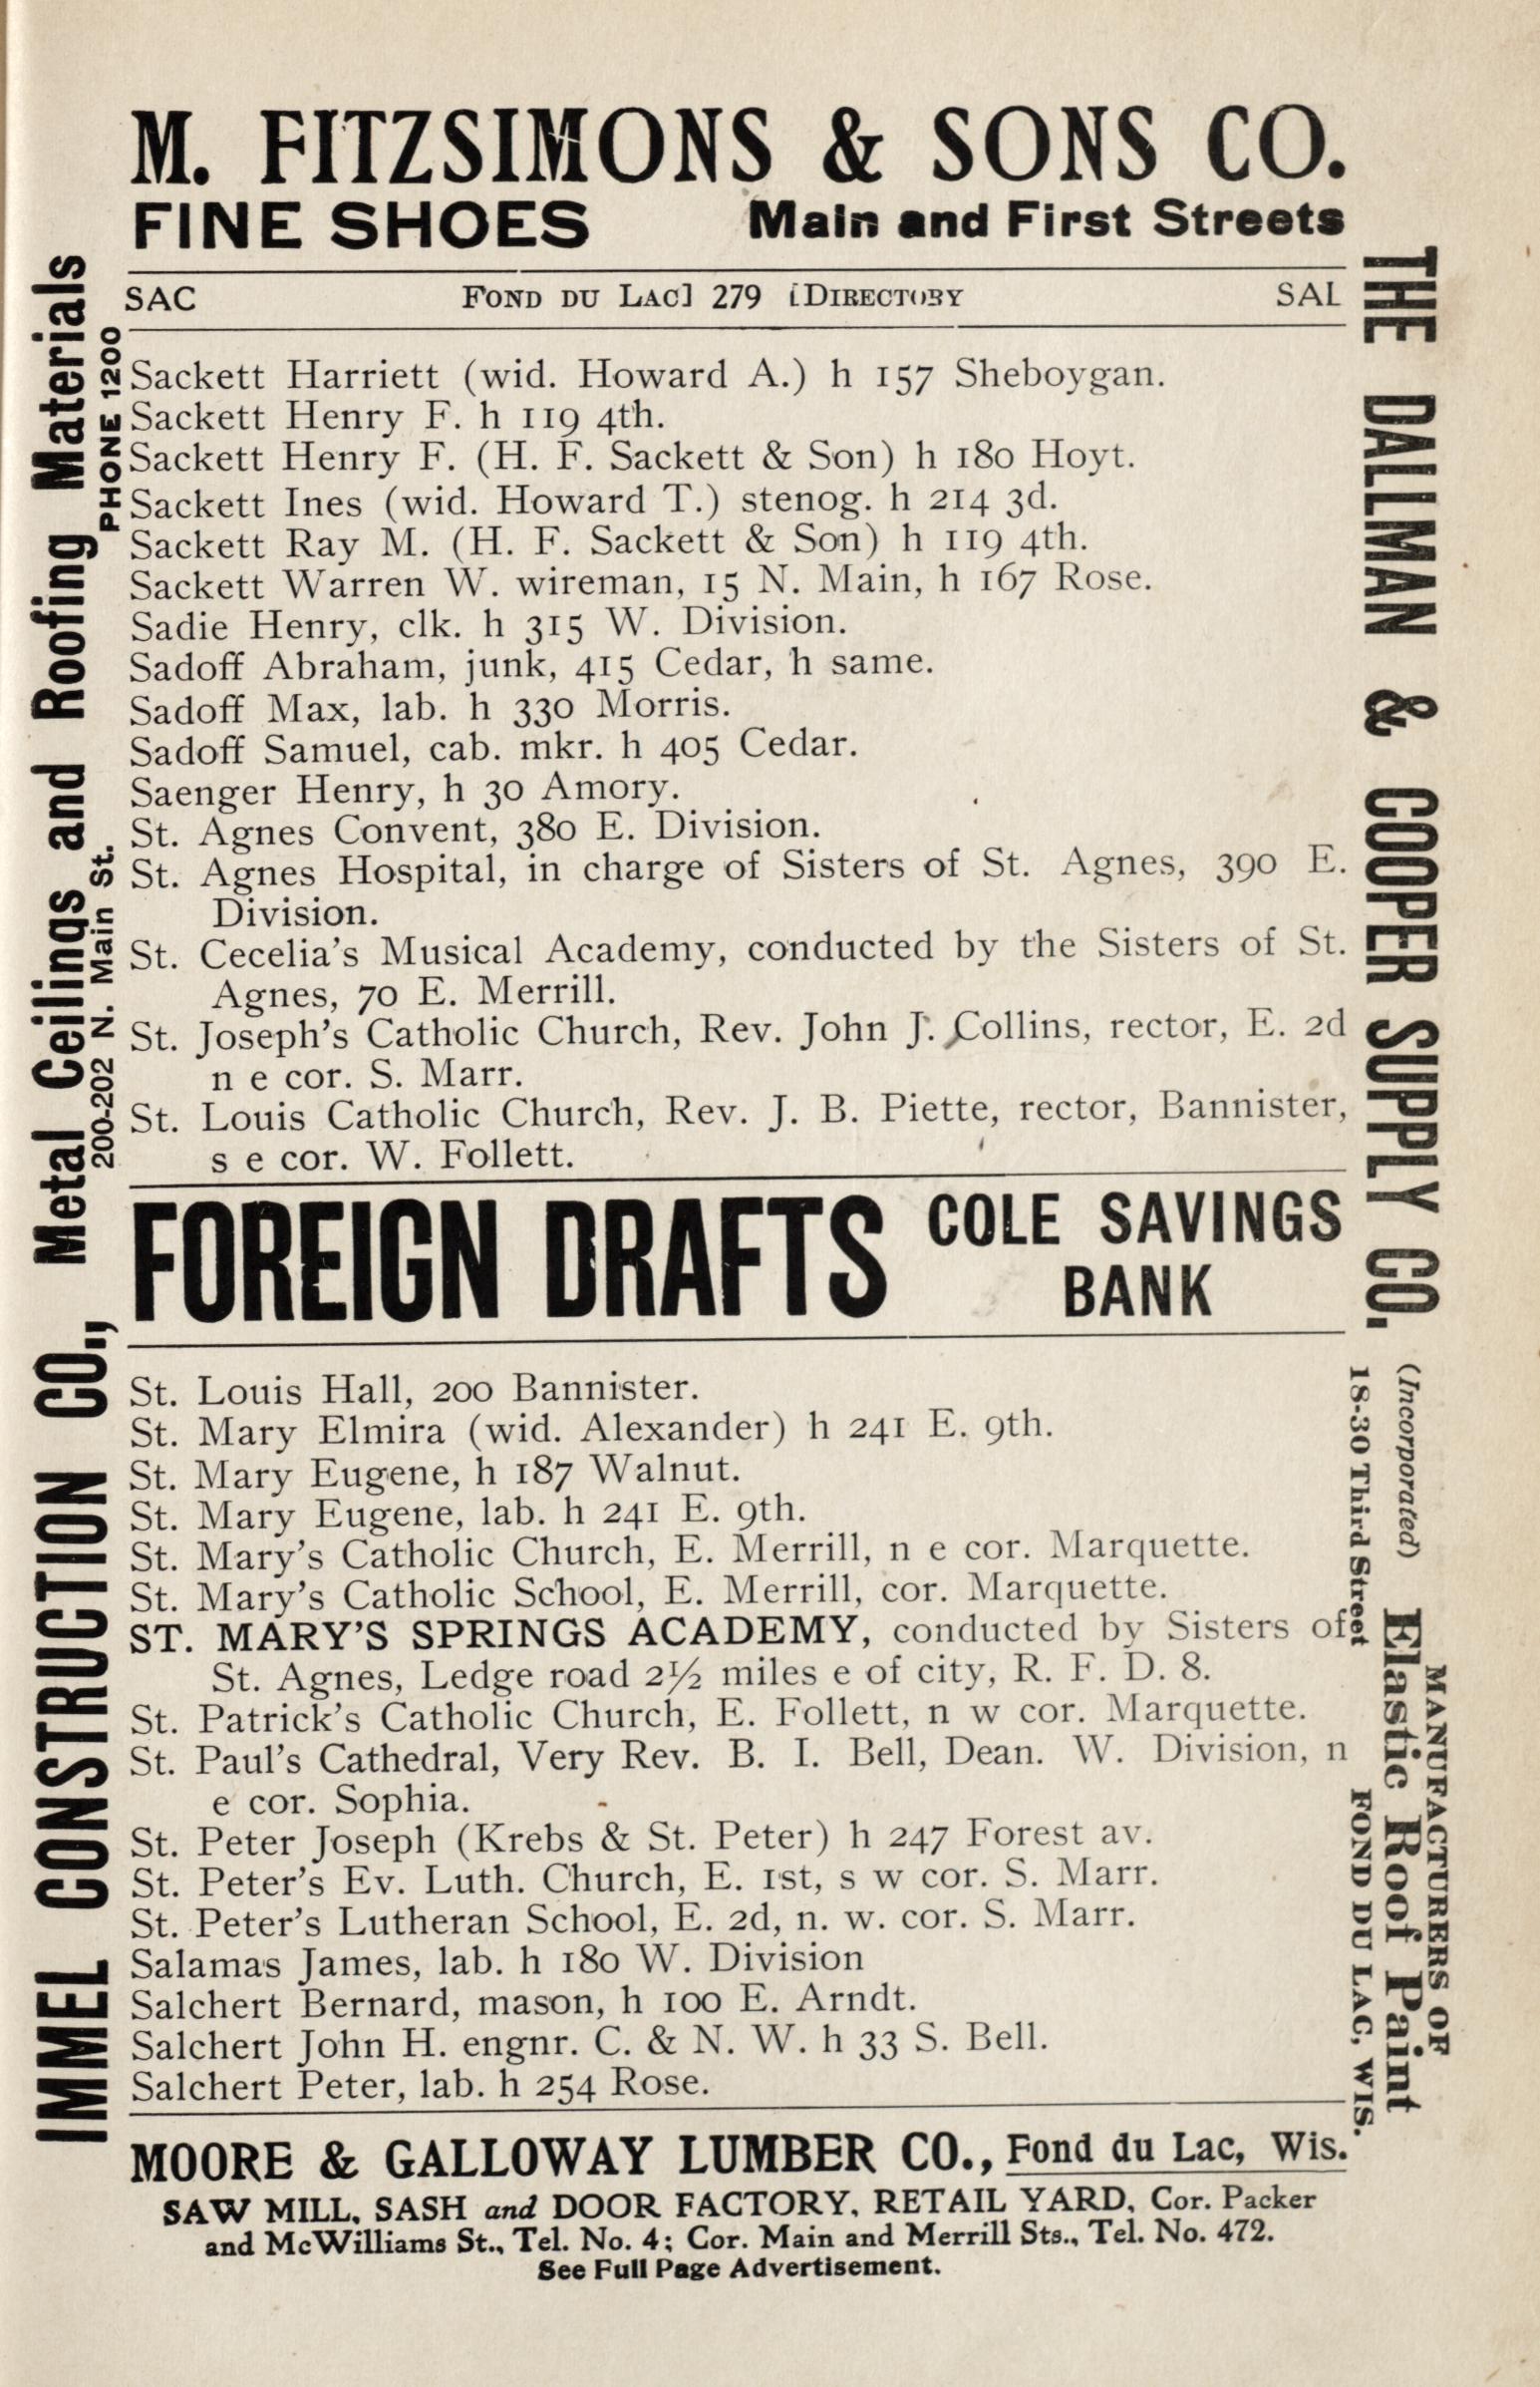 M. FITZSIMONS & SONS CO.
FINE SHOES Main and First Streets
SAC FOND DU LAC] 279 [DIRECTORY SAL
Sackett Harriett (wid. Howard A.) h 157 Sheboygan.
Sackett Henry F. h 119 4th.
Sackett Henry F. (H. F. Sackett & Son) h 180 Hoyt.
Sackett Ines (wid. Howard T.) stenog. h 214 3d.
Sackett Ray M. (H. F. Sackett & Son) h 119 4th.
Sackett Warren W. wireman, 15 N. Main, h 167 Rose.
Sadie Henry, clk. h 315 W. Division.
Sadoff Abraham, junk, 415 Cedar, h same.
Sadoff Max, lab. h 330 Morris.
Sadoff Samuel, cab. mkr. h 405 Cedar.
Saenger Henry, h 30 Amory.
St. Agnes Convent, 380 E. Division.
St. Agnes Hospital, in charge of Sisters of St. Agnes, 390 E.
Division.
St. Cecelia's Musical Academy, conducted by the Sisters of St.
Agnes, 70 E. Merrill.
St. Joseph's Catholic Church, Rev. John J. Collins, rector, E. 2d
n e cor. S. Marr.
St. Louis Catholic Church, Rev. J. B. Piette, rector, Bannister,
s e cor. W. Follett.
FOREIGN DRAFTS COLE SAVINGS
BANK
St. Louis Hall, 200 Bannister.
St. Mary Elmira (wid. Alexander) h 241 E. 9th.
St. Mary Eugene, h 187 Walnut.
St. Mary Eugene, lab. h 241 E. 9th.
St. Mary's Catholic Church, E. Merrill, n e cor. Marquette.
St. Mary's Catholic School, E. Merrill, cor. Marquette.
ST. MARY'S SPRINGS ACADEMY, conducted by Sisters of
St. Agnes, Ledge road 2½ miles e of city, R. F. D. 8.
St. Patrick's Catholic Church, E. Follett, n w cor. Marquette.
St. Paul's Cathedral, Very Rev. B. I. Bell, Dean. W. Division, n
e cor. Sophia.
St. Peter Joseph (Krebs & St. Peter) h 247 Forest av.
St. Peter's Ev. Luth. Church, E. 1st, s w cor. S. Marr.
St. Peter's Lutheran School, E. 2d, n. w. cor. S. Marr.
Salamas James, lab. h 180 W. Division
Salchert Bernard, mason, h 100 E. Arndt.
Salchert John H. engnr. C. & N. W. h 33 S. Bell.
Salchert Peter, lab. h 254 Rose.
MOORE & GALLOWAY LUMBER CO., Fond du Lac, Wis.
SAW MILL, SASH and DOOR FACTORY, RETAIL YARD, Cor. Packer
and McWilliams St., Tel. No. 4; Cor. Main and Merrill Sts., Tel. No. 472.
See Full Page Advertisement.
IMMEL CONSTRUCTION CO., Metal Ceilings and Roofing Materials
200-202 N. Main St. PHONE 1200
THE DALLMAN & COOPER SUPPLY CO.
(Incorporated)
18-30 Third Street
MANUFACTURERS OF
Elastic Roof Paint
FOND DU LAC, WIS.